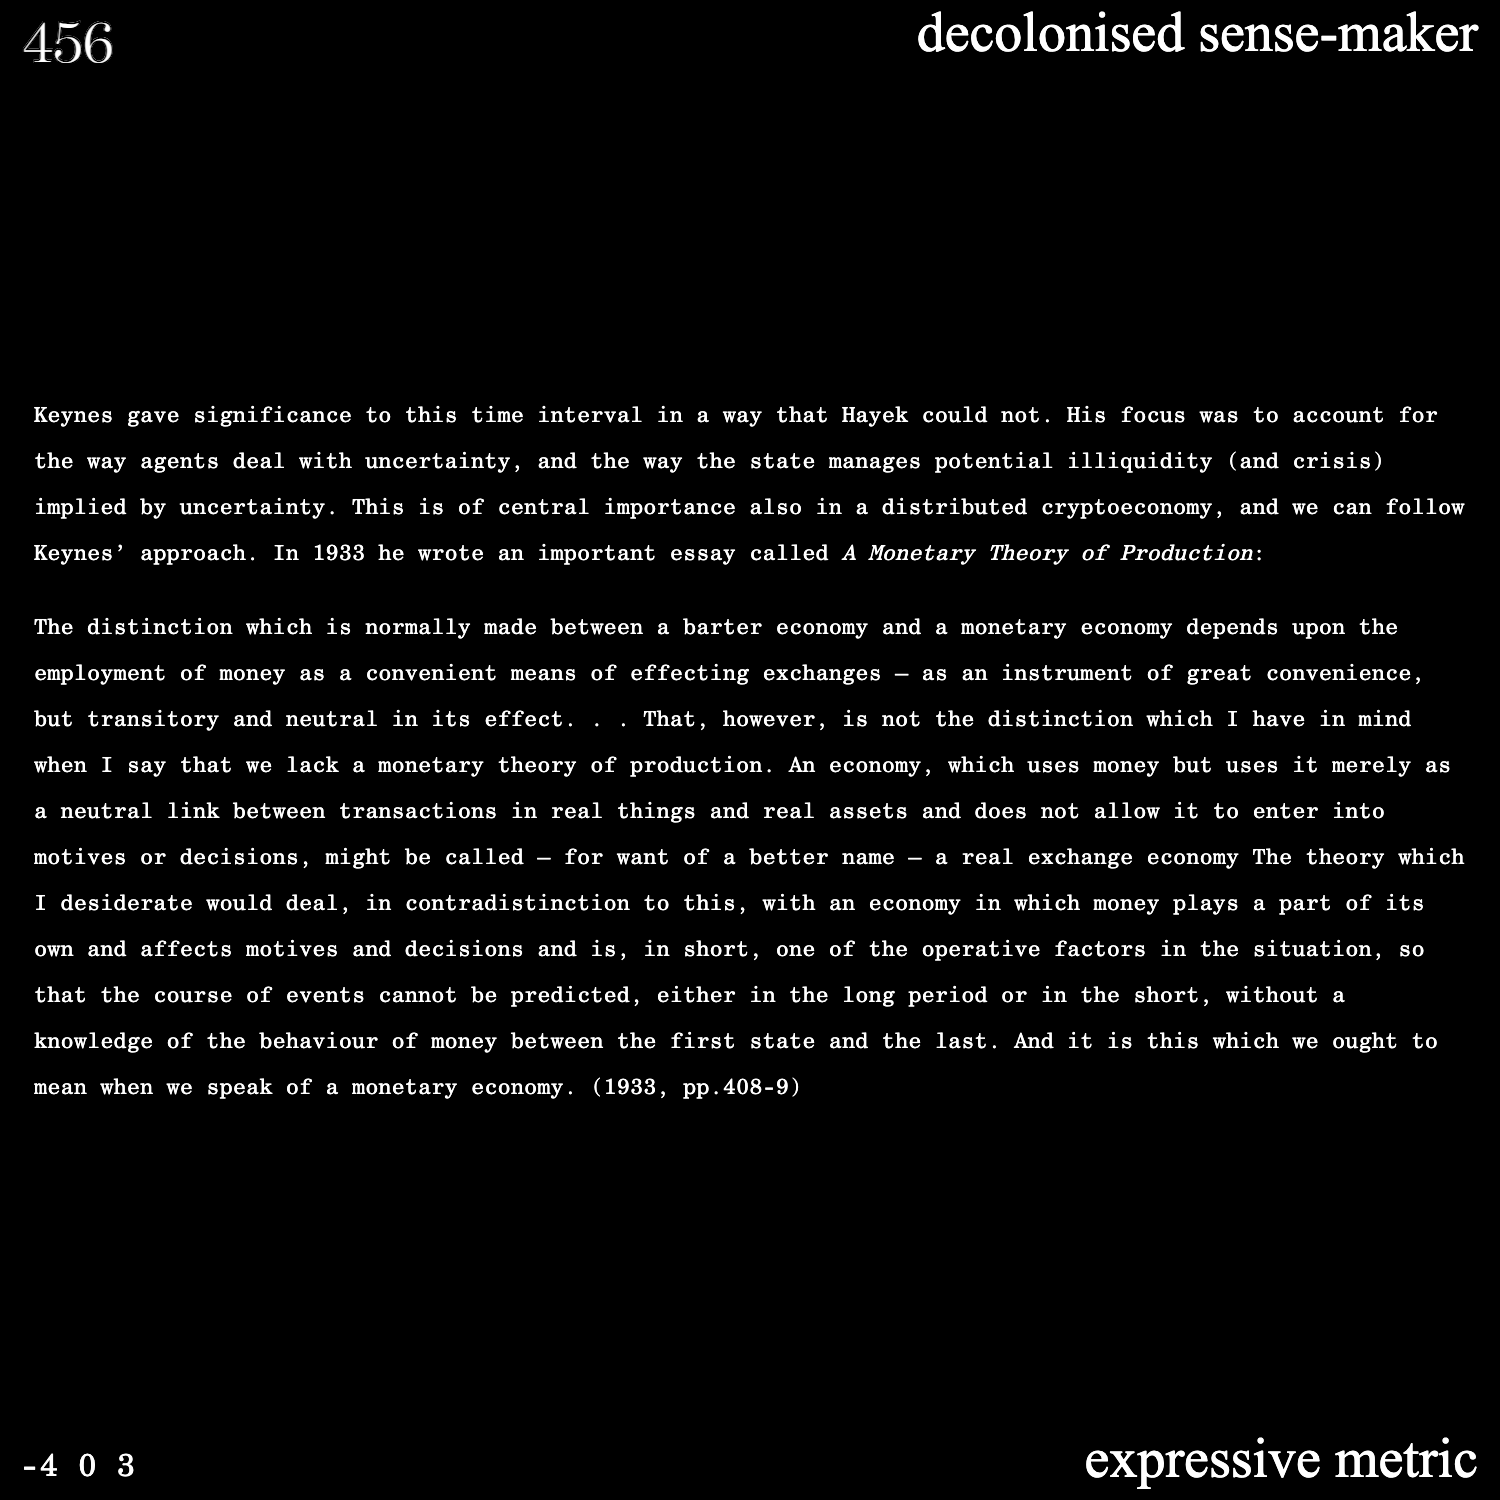 456
decolonised sense-maker
Keynes gave significance to this time interval in a way that Hayek could not. His focus was to account for
the way agents deal with uncertainty, and the way the state manages potential illiquidity (and crisis)
implied by uncertainty. This is of central importance also in a distributed cryptoeconomy, and we can follow
Keynes’ approach. In 1933 he wrote an important essay called A Monetary Theory of Production:
The distinction which is normally made between a barter economy and a monetary economy depends upon the
employment of money as a convenient means of effecting exchanges – as an instrument of great convenience,
but transitory and neutral in its effect. . . That, however, is not the distinction which I have in mind
when I say that we lack a monetary theory of production. An economy, which uses money but uses it merely as
a neutral link between transactions in real things and real assets and does not allow it to enter into
motives or decisions, might be called – for want of a better name – a real exchange economy The theory which
I desiderate would deal, in contradistinction to this, with an economy in which money plays a part of its
own and affects motives and decisions and is, in short, one of the operative factors in the situation, so
that the course of events cannot be predicted, either in the long period or in the short, without a
knowledge of the behaviour of money between the first state and the last. And it is this which we ought to
mean when we speak of a monetary economy. (1933, pp.408-9)
-4 0 3
expressive metric